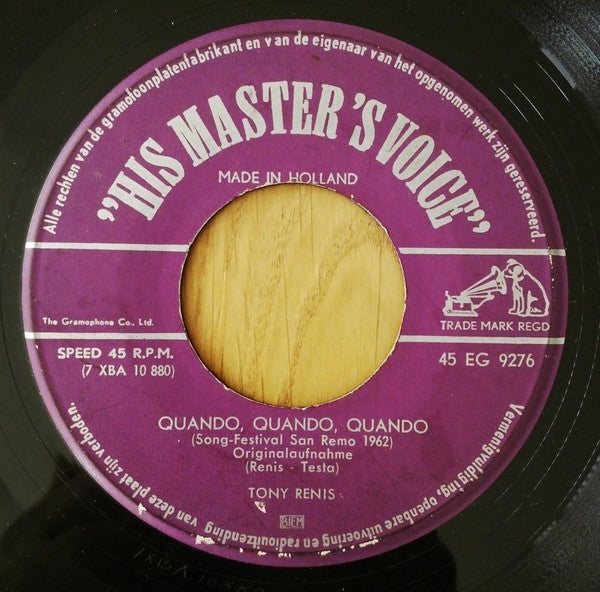 Alle rechten van de gramofoonplatenfabrikant en van de eigenaar van het opgenomen werk zijn gereserveerd.
"HIS MASTER'S VOICE"
MADE IN HOLLAND
The Gramophone Co., Ltd.
TRADE MARK REGD
SPEED 45 R.P.M.
(7 XBA 10 880)
45 EG 9276
QUANDO, QUANDO, QUANDO
(Song-Festival San Remo 1962)
Originalaufnahme
(Renis - Testa)
TONY RENIS
BIEM
Vermenigvuldiging, openbare uitvoering en radiouitzending van deze plaat zijn verboden.